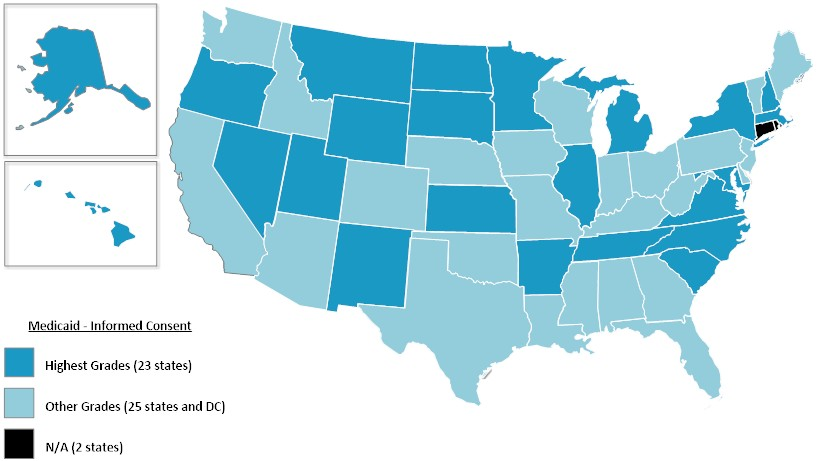 Medicaid - Informed Consent
Highest Grades (23 states)
Other Grades (25 states and DC)
N/A (2 states)